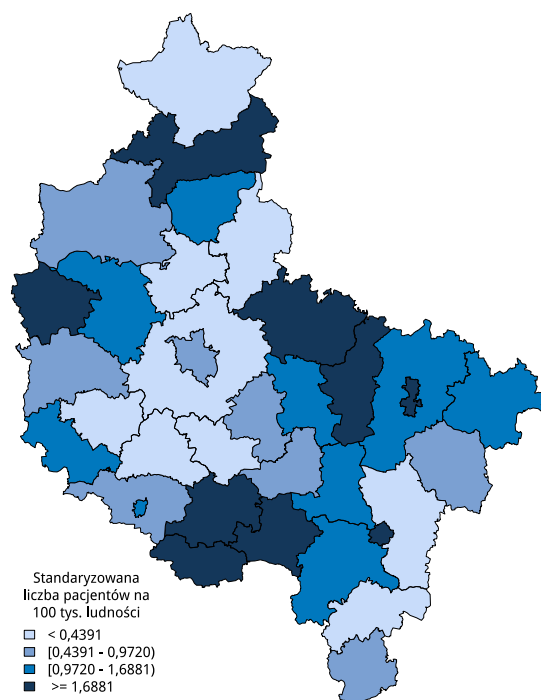 Standaryzowana
liczba pacjentów na
100 tys. ludności
< 0,4391
[0,4391 - 0,9720)
[0,9720 - 1,6881)
>= 1,6881